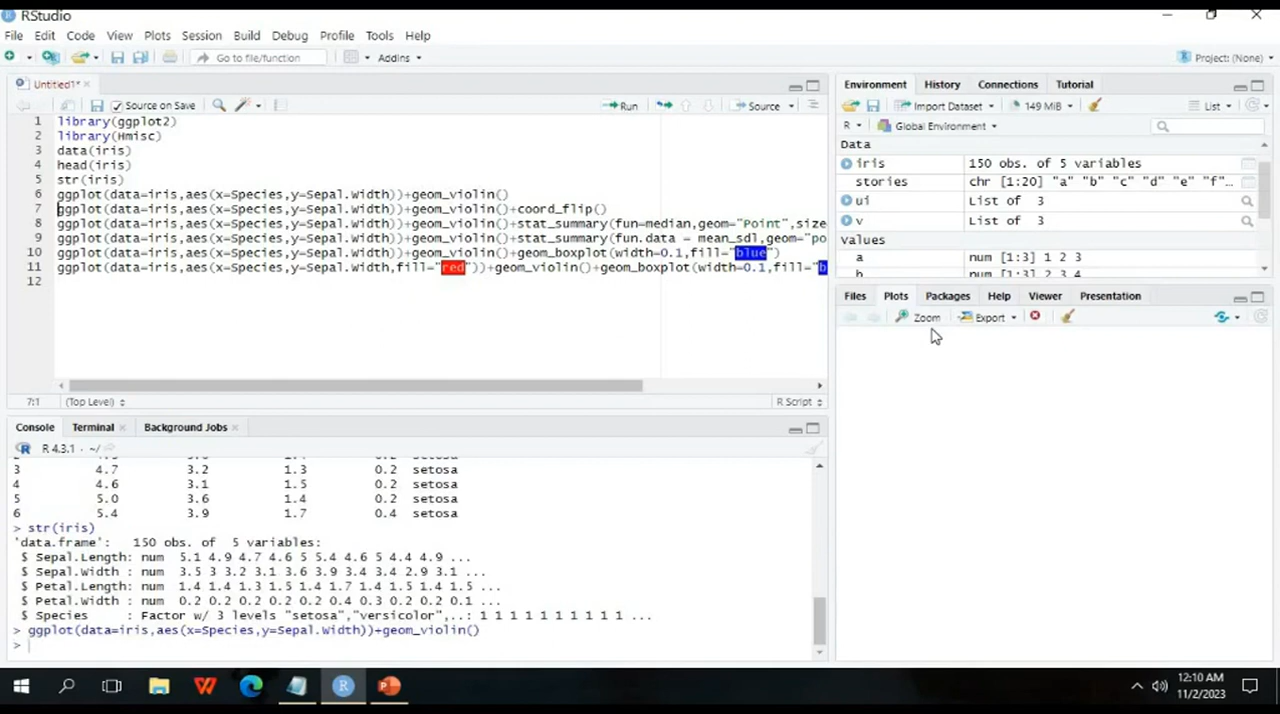 RStudio
File Edit Code View Plots Session Build Debug Profile Tools Help
Go to file/function Addins Project: (None)
Untitled1*
Source on Save Run Source
1 library(ggplot2)
2 library(Hmisc)
3 data(iris)
4 head(iris)
5 str(iris)
6 ggplot(data=iris,aes(x=Species,y=Sepal.Width))+geom_violin()
7 ggplot(data=iris,aes(x=Species,y=Sepal.Width))+geom_violin()+coord_flip()
8 ggplot(data=iris,aes(x=Species,y=Sepal.Width))+geom_violin()+stat_summary(fun=median,geom="Point",size
9 ggplot(data=iris,aes(x=Species,y=Sepal.Width))+geom_violin()+stat_summary(fun.data = mean_sdl,geom="po
10 ggplot(data=iris,aes(x=Species,y=Sepal.Width))+geom_violin()+geom_boxplot(width=0.1,fill="blue")
11 ggplot(data=iris,aes(x=Species,y=Sepal.Width,fill="red"))+geom_violin()+geom_boxplot(width=0.1,fill="b
12
7:1 (Top Level) R Script
Console Terminal Background Jobs
R 4.3.1 · ~/
3 4.7 3.2 1.3 0.2 setosa
4 4.6 3.1 1.5 0.2 setosa
5 5.0 3.6 1.4 0.2 setosa
6 5.4 3.9 1.7 0.4 setosa
> str(iris)
'data.frame': 150 obs. of 5 variables:
$ Sepal.Length: num 5.1 4.9 4.7 4.6 5 5.4 4.6 5 4.4 4.9 ...
$ Sepal.Width : num 3.5 3 3.2 3.1 3.6 3.9 3.4 3.4 2.9 3.1 ...
$ Petal.Length: num 1.4 1.4 1.3 1.5 1.4 1.7 1.4 1.5 1.4 1.5 ...
$ Petal.Width : num 0.2 0.2 0.2 0.2 0.2 0.4 0.3 0.2 0.2 0.1 ...
$ Species : Factor w/ 3 levels "setosa","versicolor",..: 1 1 1 1 1 1 1 1 1 1 ...
> ggplot(data=iris,aes(x=Species,y=Sepal.Width))+geom_violin()
>
Environment History Connections Tutorial
Import Dataset 149 MiB List
R Global Environment
Data
iris 150 obs. of 5 variables
stories chr [1:20] "a" "b" "c" "d" "e" "f"...
ui List of 3
v List of 3
values
a num [1:3] 1 2 3
b num [1:3] 2 3 4
Files Plots Packages Help Viewer Presentation
Zoom Export
12:10 AM
11/2/2023